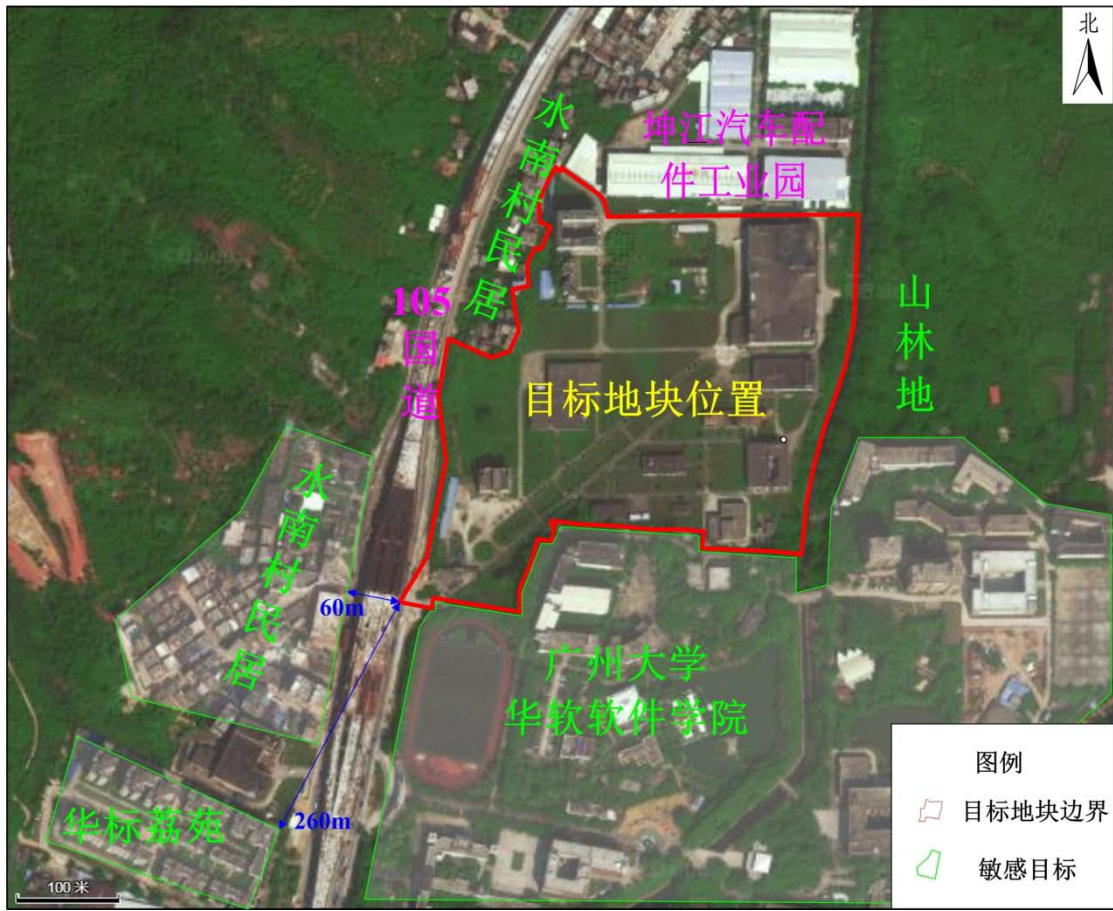 北
水南村民居
坤江汽车配
件工业园
105
国
道
山林地
目标地块位置
水南村民居
60m
广州大学
华软软件学院
260m
华标荔苑
100 米
图例
目标地块边界
敏感目标